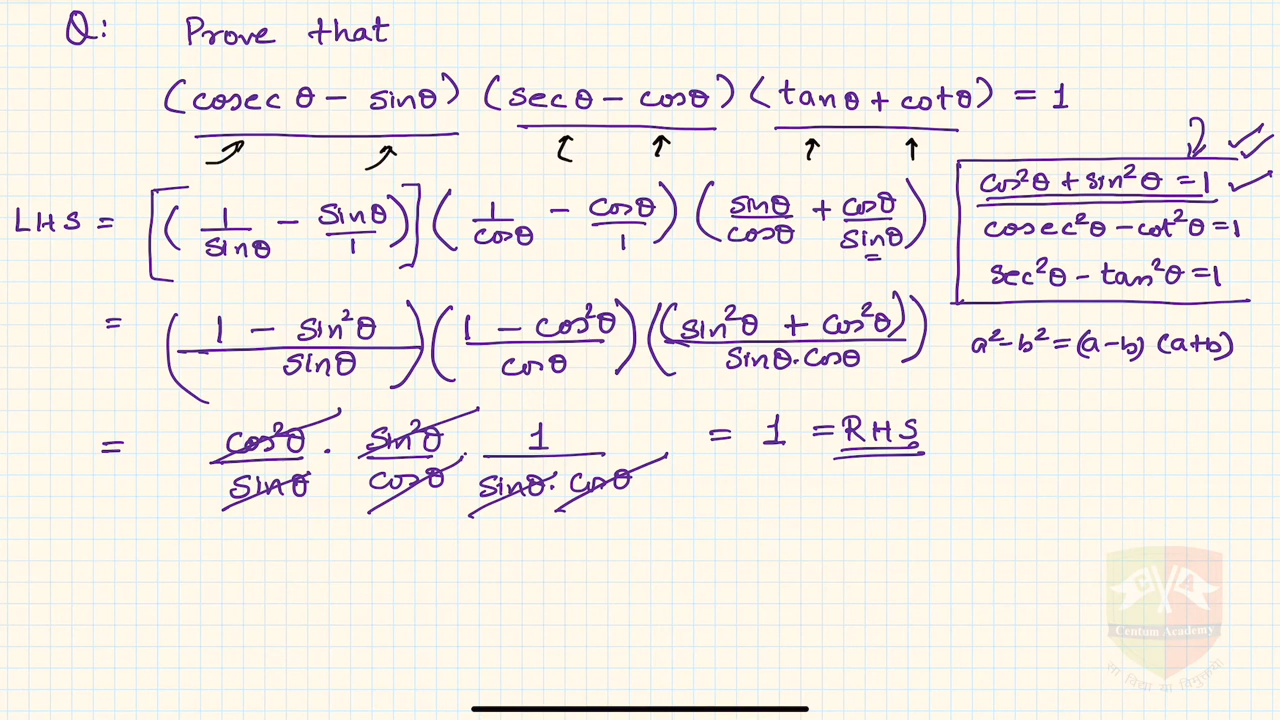 Q: Prove that
(cosec θ – sinθ) (sec θ – cosθ) (tanθ + cotθ) = 1
LHS = [(1/sinθ – sinθ/1)] (1/cosθ – cosθ/1) (sinθ/cosθ + cosθ/sinθ)
cos²θ + sin²θ = 1
cosec²θ – cot²θ = 1
sec²θ – tan²θ = 1
= ((1 – sin²θ)/sinθ) ((1 – cos²θ)/cosθ) ((sin²θ + cos²θ)/(sinθ.cosθ))
a²–b² = (a–b) (a+b)
= cos²θ/sinθ . sin²θ/cosθ . 1/(sinθ. cosθ) = 1 = RHS
C A
Centum Academy
सा विद्या या विमुक्तये